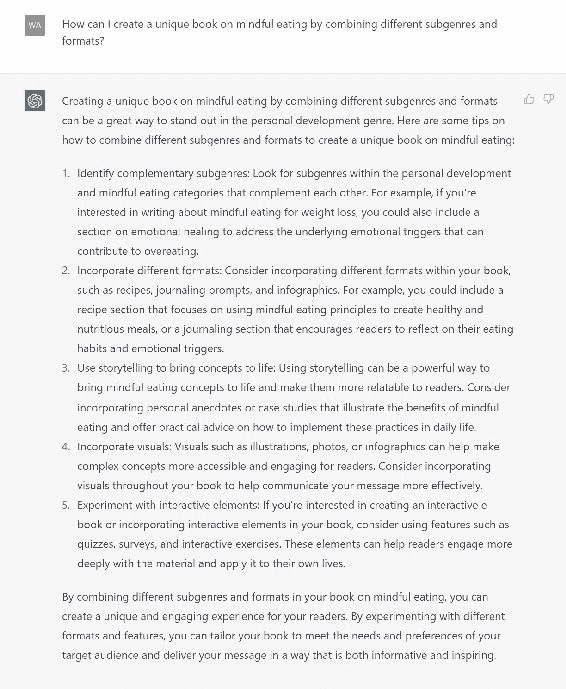 WA
How can I create a unique book on mindful eating by combining different subgenres and
formats?
Creating a unique book on mindful eating by combining different subgenres and formats
can be a great way to stand out in the personal development genre. Here are some tips on
how to combine different subgenres and formats to create a unique book on mindful eating:
1. Identify complementary subgenres: Look for subgenres within the personal development
and mindful eating categories that complement each other. For example, if you're
interested in writing about mindful eating for weight loss, you could also include a
section on emotional healing to address the underlying emotional triggers that can
contribute to overeating.
2. Incorporate different formats: Consider incorporating different formats within your book,
such as recipes, journaling prompts, and infographics. For example, you could include a
recipe section that focuses on using mindful eating principles to create healthy and
nutritious meals, or a journaling section that encourages readers to reflect on their eating
habits and emotional triggers.
3. Use storytelling to bring concepts to life: Using storytelling can be a powerful way to
bring mindful eating concepts to life and make them more relatable to readers. Consider
incorporating personal anecdotes or case studies that illustrate the benefits of mindful
eating and offer practical advice on how to implement these practices in daily life.
4. Incorporate visuals: Visuals such as illustrations, photos, or infographics can help make
complex concepts more accessible and engaging for readers. Consider incorporating
visuals throughout your book to help communicate your message more effectively.
5. Experiment with interactive elements: If you're interested in creating an interactive e-
book or incorporating interactive elements in your book, consider using features such as
quizzes, surveys, and interactive exercises. These elements can help readers engage more
deeply with the material and apply it to their own lives.
By combining different subgenres and formats in your book on mindful eating, you can
create a unique and engaging experience for your readers. By experimenting with different
formats and features, you can tailor your book to meet the needs and preferences of your
target audience and deliver your message in a way that is both informative and inspiring.